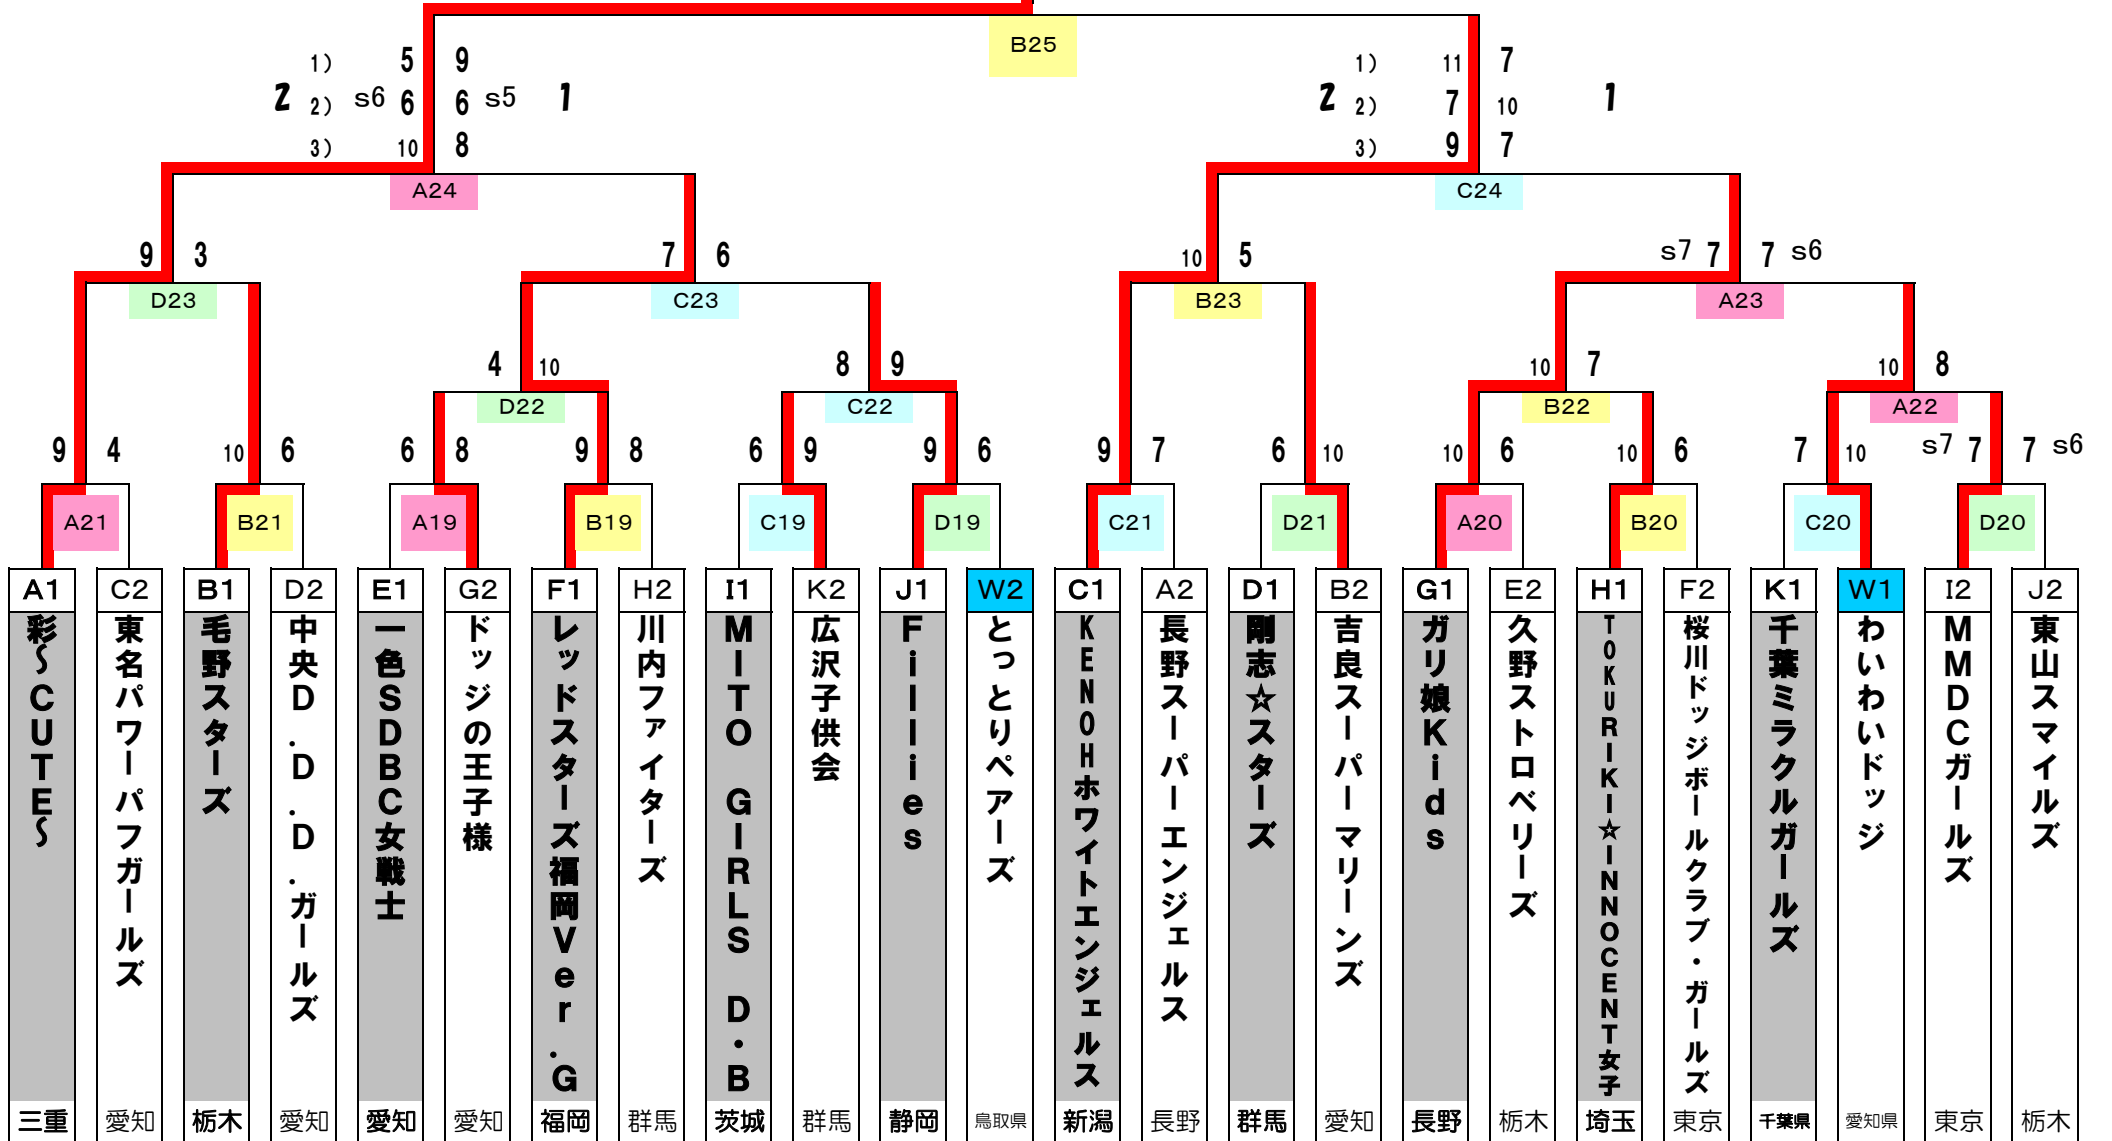 B25
1) 5 9
2 2) s6 6 6 s5 1
3) 10 8
1) 11 7
2 2) 7 10 1
3) 9 7
A24
C24
9 3
7 6
10 5
s7 7 7 s6
D23
C23
B23
A23
4 10
8 9
10 7
10 8
D22
C22
B22
A22
9 4
10 6
6 8
9 8
6 9
9 6
9 7
6 10
10 6
10 6
7 10
s7 7 7 s6
A21
B21
A19
B19
C19
D19
C21
D21
A20
B20
C20
D20
A1
彩~CUTE~
三重
C2
東名パワーパフガールズ
愛知
B1
毛野スターズ
栃木
D2
中央D.D.D.ガールズ
愛知
E1
一色SDBC女戦士
愛知
G2
ドッジの王子様
愛知
F1
レッドスターズ福岡Ver.G
福岡
H2
川内ファイターズ
群馬
I1
MITO GIRLS D・B
茨城
K2
広沢子供会
群馬
J1
Fillies
静岡
W2
とっとりベアーズ
鳥取県
C1
KENOHホワイトエンジェルス
新潟
A2
長野スーパーエンジェルス
長野
D1
剛志☆スターズ
群馬
B2
吉良スーパーマリーンズ
愛知
G1
ガリ娘Kids
長野
E2
久野ストロベリーズ
栃木
H1
TOKURIKI☆INNOCENT女子
埼玉
F2
桜川ドッジボールクラブ・ガールズ
東京
K1
千葉ミラクルガールズ
千葉県
W1
わいわいドッジ
愛知県
I2
MMDCガールズ
東京
J2
東山スマイルズ
栃木